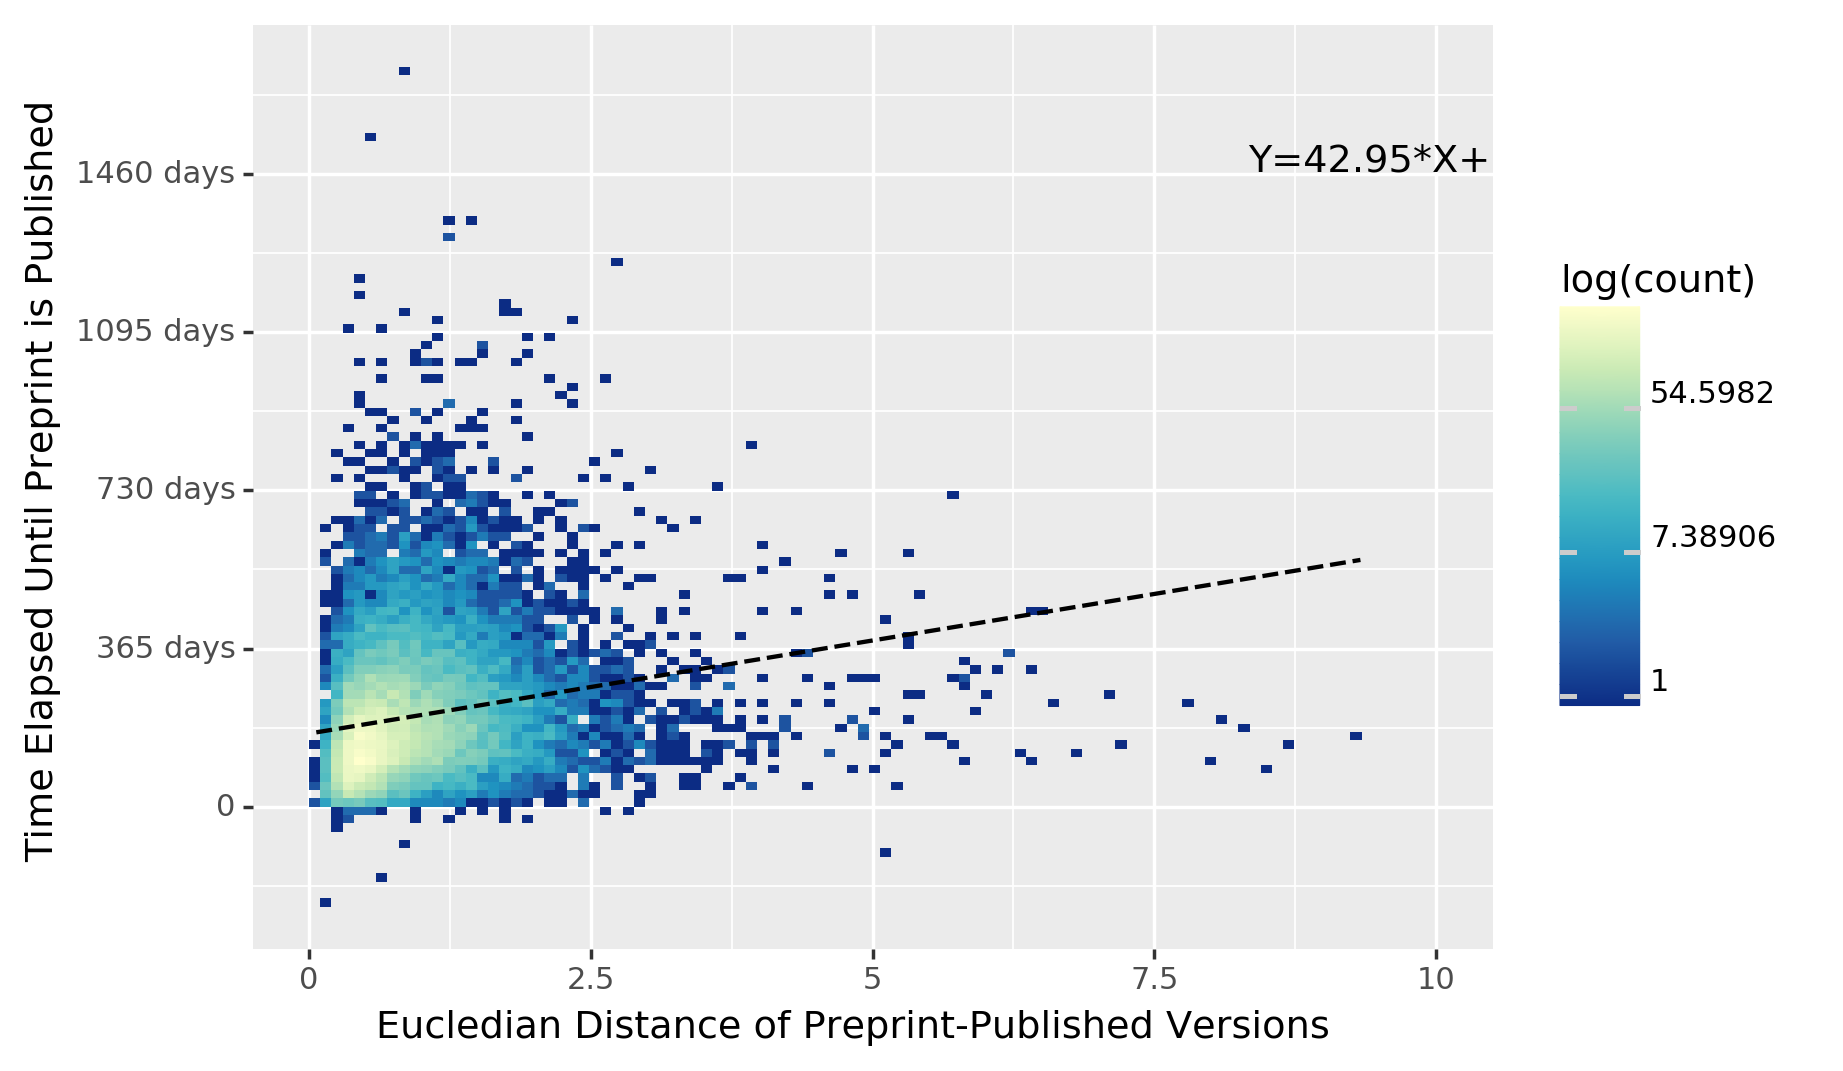 Time Elapsed Until Preprint is Published
1460 days
1095 days
730 days
365 days
0
Y=42.95*X+
0
2.5
5
7.5
10
Eucledian Distance of Preprint-Published Versions
log(count)
54.5982
7.38906
1